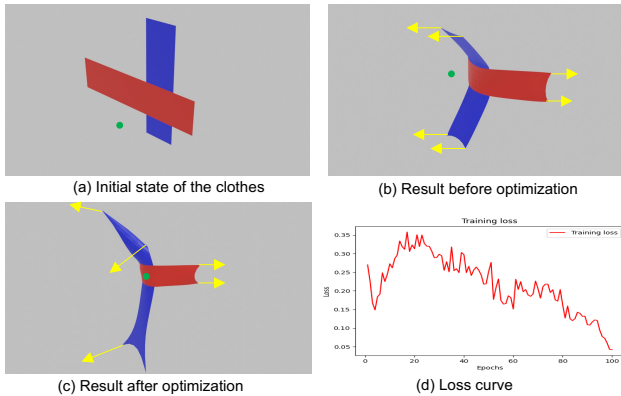 (a) Initial state of the clothes
(b) Result before optimization
(c) Result after optimization
Training loss
Training loss
0.35
0.30
0.25
0.20
0.15
0.10
0.05
Loss
0
20
40
60
80
100
Epochs
(d) Loss curve